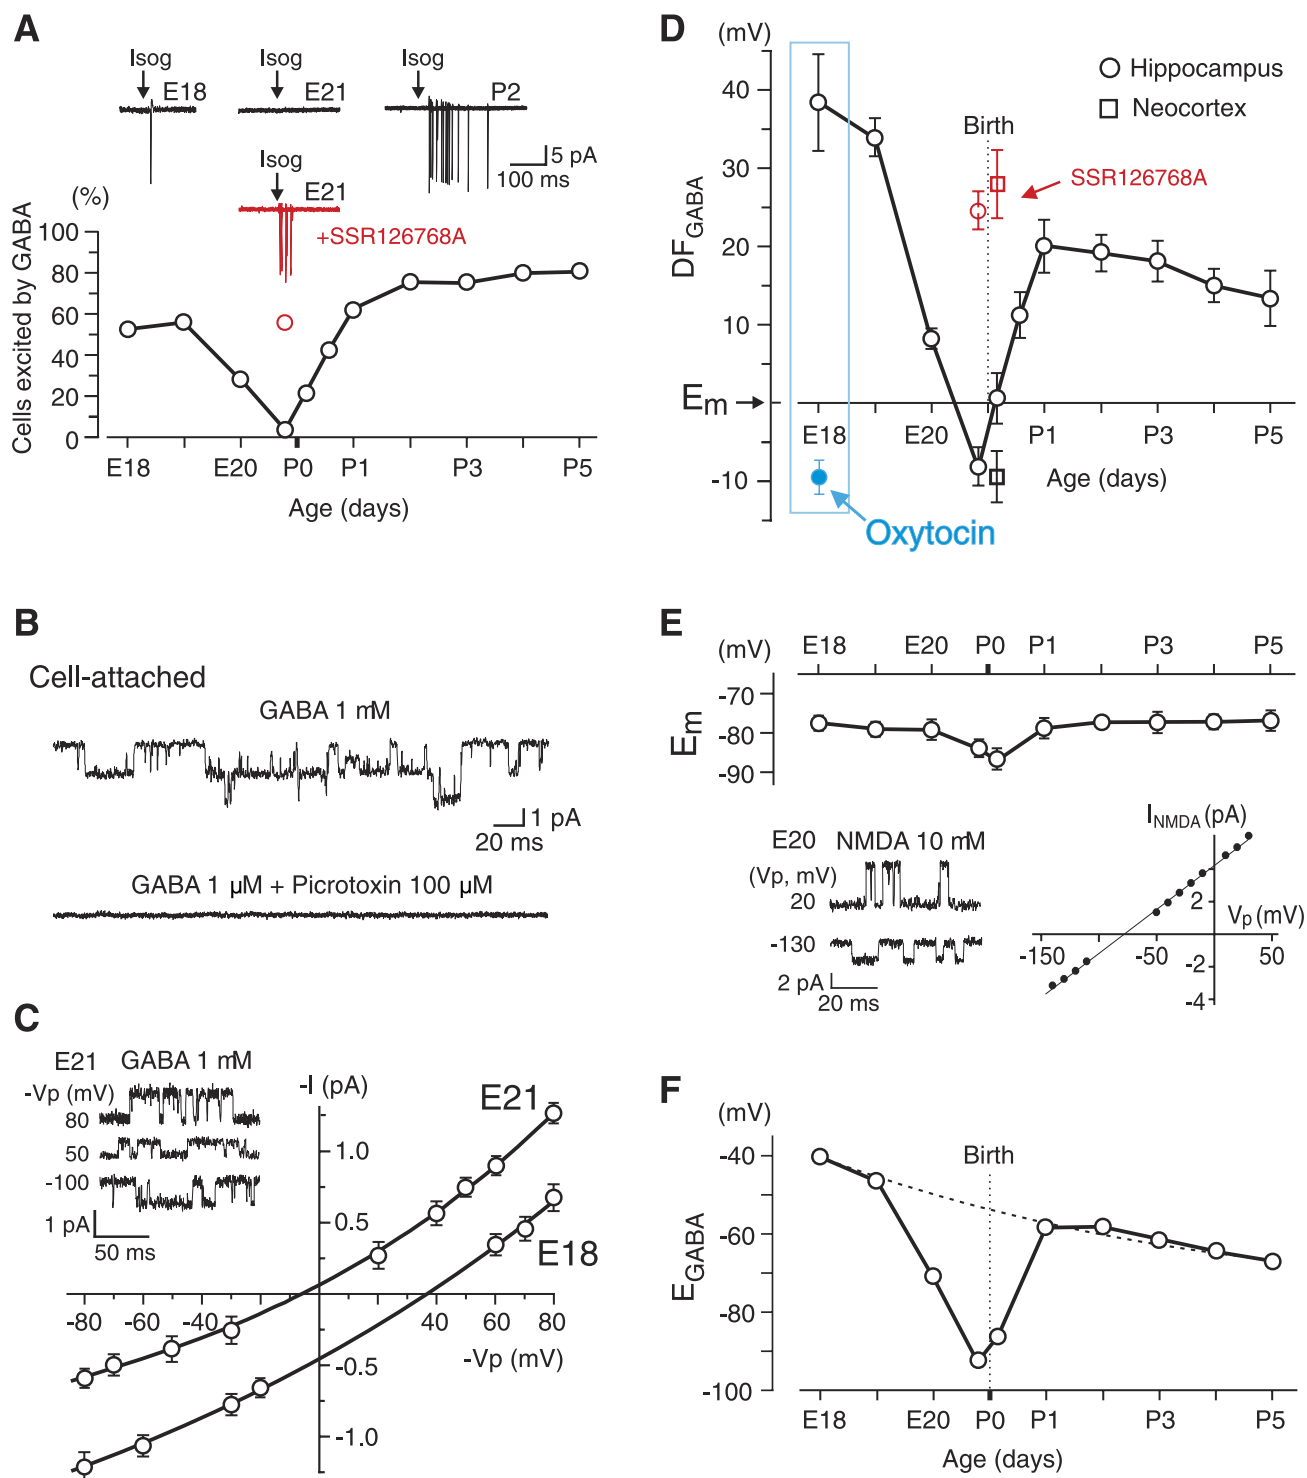 A
Isog
E18
Isog
E21
Isog
P2
5 pA
100 ms
Isog
E21
+SSR126768A
(%)
Cells excited by GABA
100
80
60
40
20
0
E18
E20
P0
P1
P3
P5
Age (days)
B
Cell-attached
GABA 1 mM
1 pA
20 ms
GABA 1 µM + Picrotoxin 100 µM
C
E21
GABA 1 mM
-Vp (mV)
80
50
-100
1 pA
50 ms
-I (pA)
E21
E18
1.0
0.5
-0.5
-1.0
-80
-60
-40
40
60
80
-Vp (mV)
D
(mV)
Hippocampus
Neocortex
Birth
SSR126768A
DFGABA
40
30
20
10
Em
-10
E18
E20
P1
P3
P5
Age (days)
Oxytocin
E
(mV)
E18
E20
P0
P1
P3
P5
Em
-70
-80
-90
E20
NMDA 10 mM
(Vp, mV)
20
-130
2 pA
20 ms
INMDA (pA)
Vp (mV)
2
-2
-4
-150
-50
50
F
(mV)
Birth
EGABA
-40
-60
-80
-100
E18
E20
P0
P1
P3
P5
Age (days)